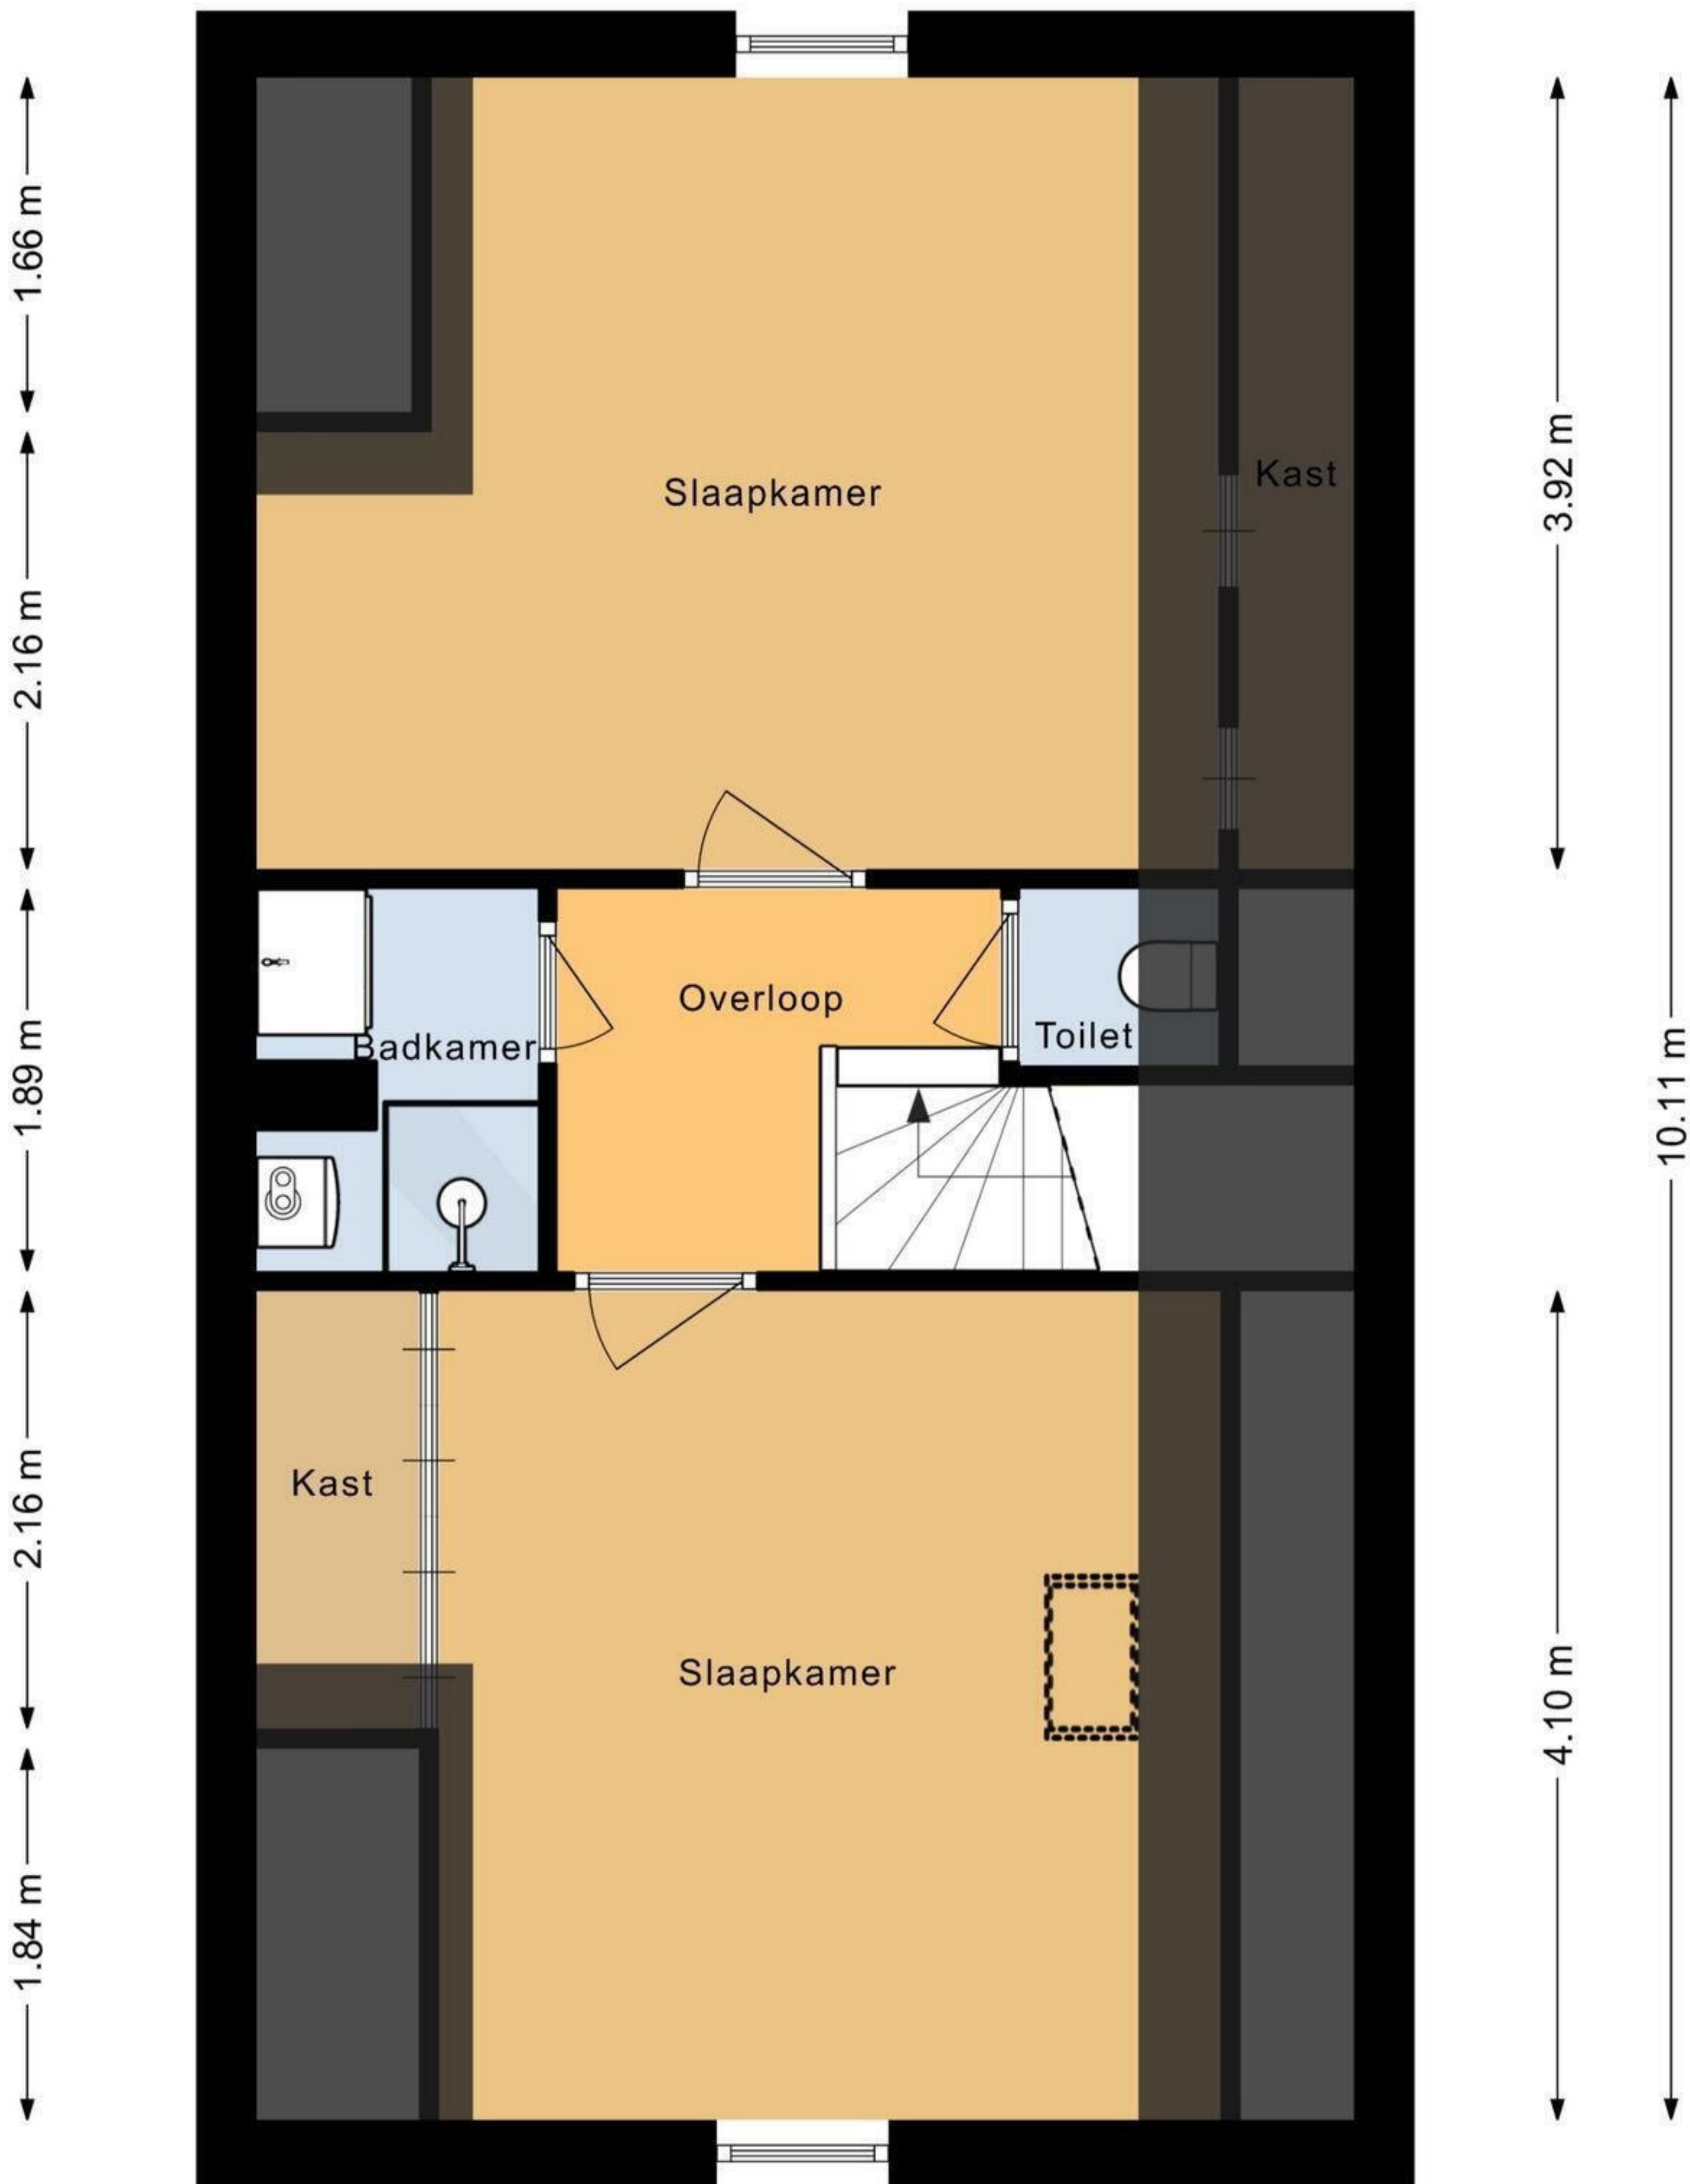 1.66 m
2.16 m
1.89 m
2.16 m
1.84 m
Slaapkamer
Kast
Overloop
Badkamer
Toilet
Kast
Slaapkamer
3.92 m
4.10 m
10.11 m